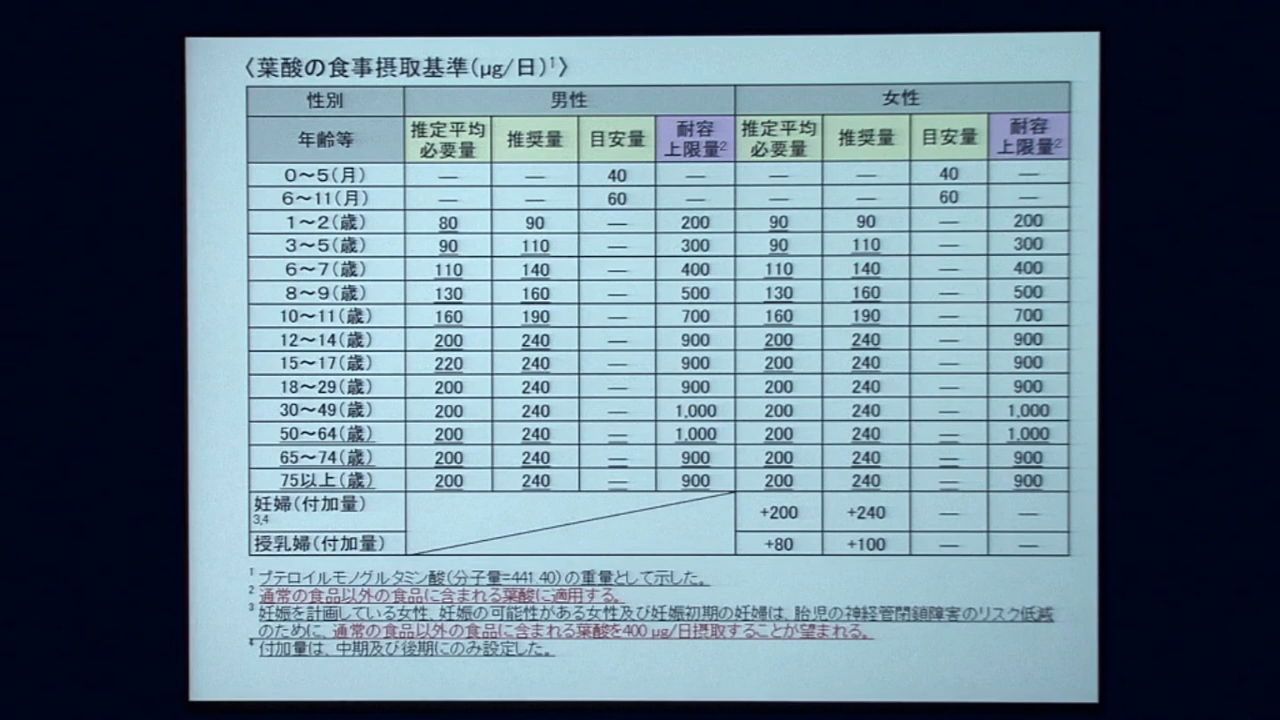 〈葉酸の食事摂取基準(μg/日)¹〉
性別 男性 女性
年齢等 推定平均必要量 推奨量 目安量 耐容上限量² 推定平均必要量 推奨量 目安量 耐容上限量²
0～5(月) — — 40 — — — 40 —
6～11(月) — — 60 — — — 60 —
1～2(歳) 80 90 — 200 90 90 — 200
3～5(歳) 90 110 — 300 90 110 — 300
6～7(歳) 110 140 — 400 110 140 — 400
8～9(歳) 130 160 — 500 130 160 — 500
10～11(歳) 160 190 — 700 160 190 — 700
12～14(歳) 200 240 — 900 200 240 — 900
15～17(歳) 220 240 — 900 200 240 — 900
18～29(歳) 200 240 — 900 200 240 — 900
30～49(歳) 200 240 — 1,000 200 240 — 1,000
50～64(歳) 200 240 — 1,000 200 240 — 1,000
65～74(歳) 200 240 — 900 200 240 — 900
75以上(歳) 200 240 — 900 200 240 — 900
妊婦(付加量)3,4 +200 +240 — —
授乳婦(付加量) +80 +100 — —
¹ プテロイルモノグルタミン酸(分子量=441.40)の重量として示した。
² 通常の食品以外の食品に含まれる葉酸に適用する。
³ 妊娠を計画している女性、妊娠の可能性がある女性及び妊娠初期の妊婦は、胎児の神経管閉鎖障害のリスク低減
のために、通常の食品以外の食品に含まれる葉酸を400 μg/日摂取することが望まれる。
⁴ 付加量は、中期及び後期にのみ設定した。